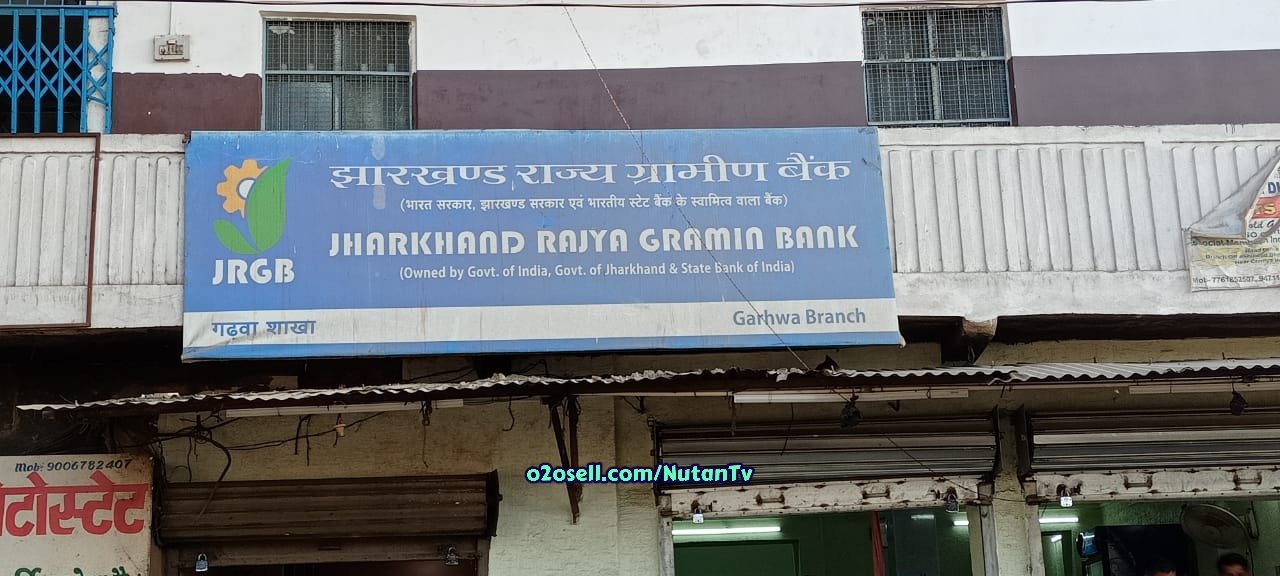 झारखण्ड राज्य ग्रामीण बैंक
(भारत सरकार, झारखण्ड सरकार एवं भारतीय स्टेट बैंक के स्वामित्व वाला बैंक)
JHARKHAND RAJYA GRAMIN BANK
(Owned by Govt. of India, Govt. of Jharkhand & State Bank of India)
JRGB
गढवा शाखा
Garhwa Branch
Mob: 9006782407
टोस्टेट
o2osell.com/NutanTv